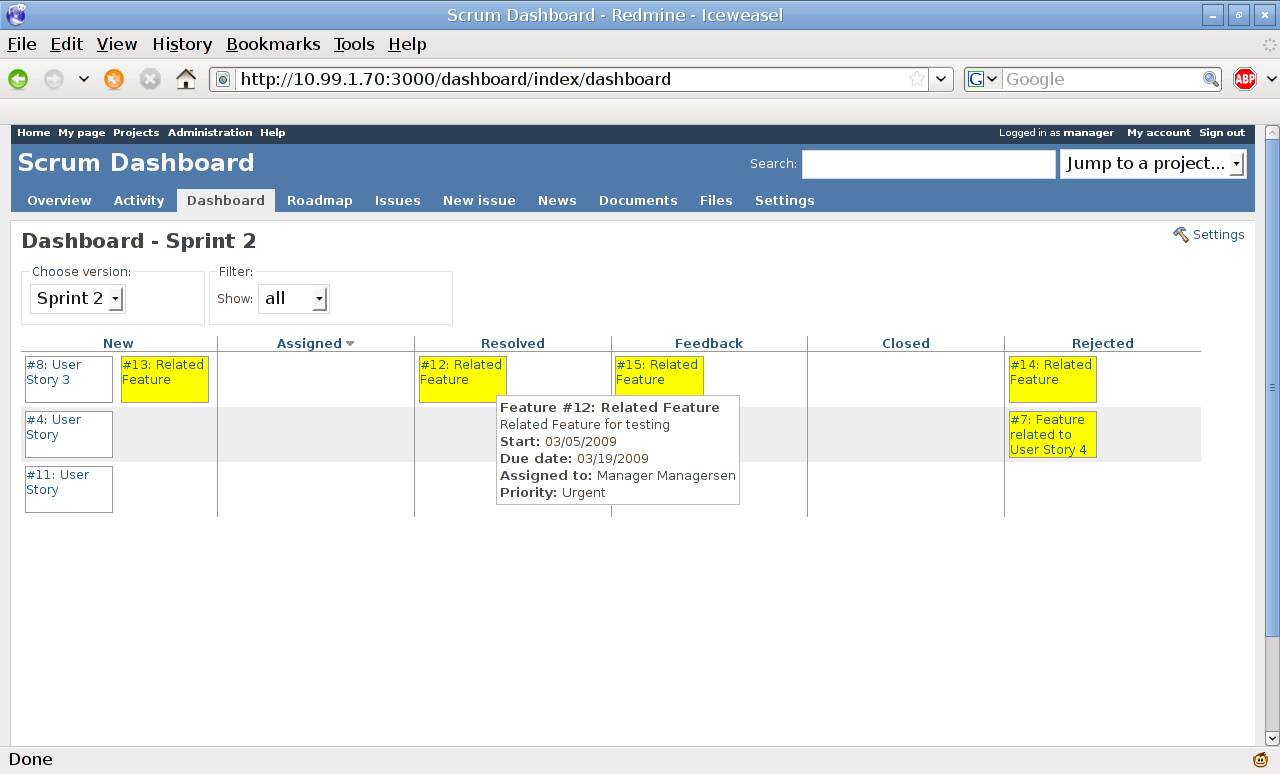 Scrum Dashboard - Redmine - Iceweasel
File Edit View History Bookmarks Tools Help
http://10.99.1.70:3000/dashboard/index/dashboard
G Google
ABP
Home My page Projects Administration Help
Logged in as manager My account Sign out
Scrum Dashboard
Search: Jump to a project...
Overview Activity Dashboard Roadmap Issues New issue News Documents Files Settings
Dashboard - Sprint 2
Settings
Choose version:
Sprint 2
Filter:
Show: all
New Assigned Resolved Feedback Closed Rejected
#8: User
Story 3
#13: Related
Feature
#12: Related
Feature
#15: Related
Feature
#14: Related
Feature
#4: User
Story
#7: Feature
related to
User Story 4
#11: User
Story
Feature #12: Related Feature
Related Feature for testing
Start: 03/05/2009
Due date: 03/19/2009
Assigned to: Manager Managersen
Priority: Urgent
Done